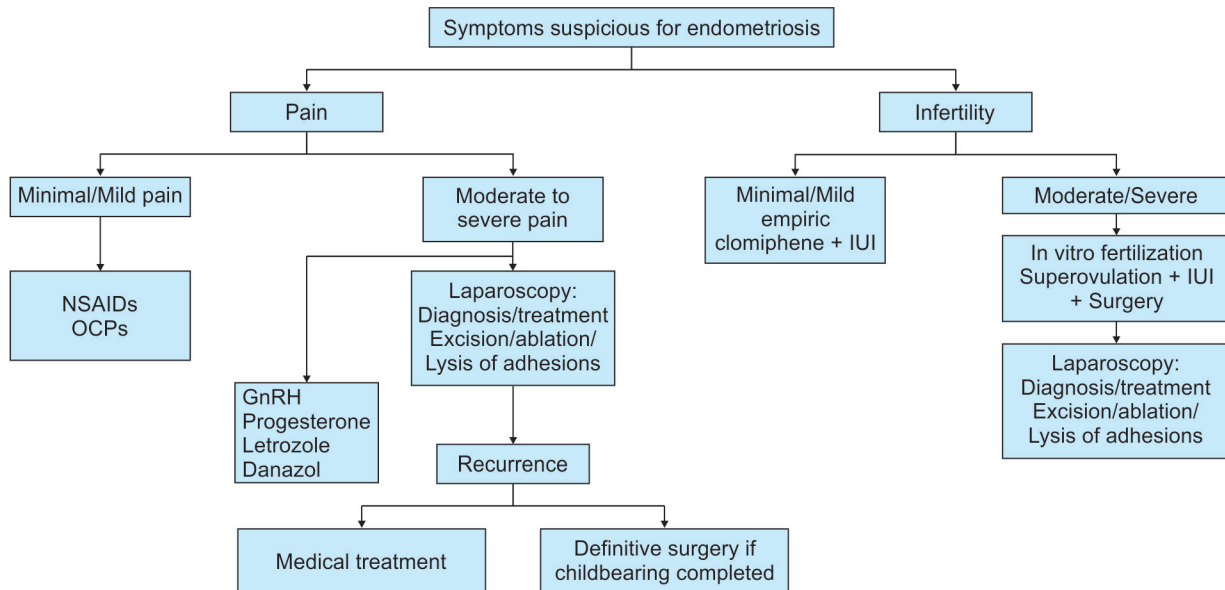 Symptoms suspicious for endometriosis
Pain
Infertility
Minimal/Mild pain
Moderate to
severe pain
Minimal/Mild
empiric
clomiphene + IUI
Moderate/Severe
NSAIDs
OCPs
Laparoscopy:
Diagnosis/treatment
Excision/ablation/
Lysis of adhesions
In vitro fertilization
Superovulation + IUI
+ Surgery
GnRH
Progesterone
Letrozole
Danazol
Laparoscopy:
Diagnosis/treatment
Excision/ablation/
Lysis of adhesions
Recurrence
Medical treatment
Definitive surgery if
childbearing completed